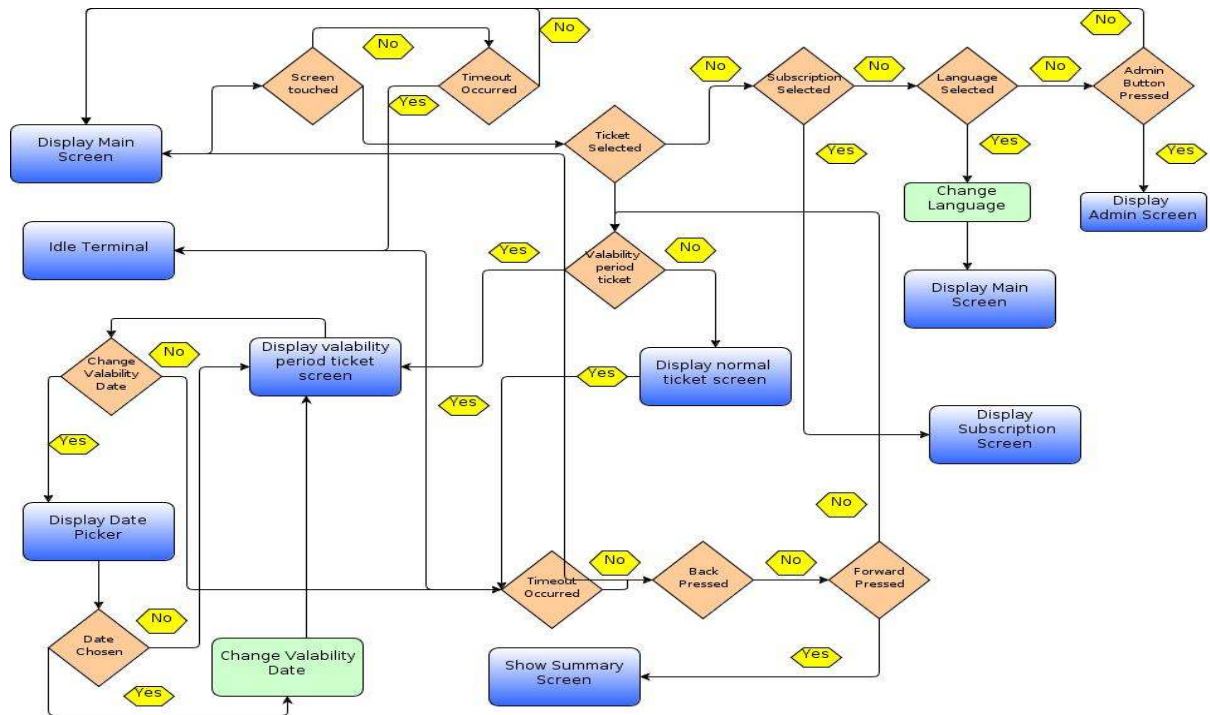 No
No
No
No
No
No
Screen
touched
Timeout
Occurred
Subscription
Selected
Language
Selected
Admin
Button
Pressed
Yes
Display Main
Screen
Ticket
Selected
Yes
Yes
Yes
Change
Language
Display
Admin Screen
Idle Terminal
Yes
Valability
period
ticket
No
Display Main
Screen
Change
Valability
Date
No
Display valability
period ticket
screen
Yes
Display normal
ticket screen
Yes
Display
Subscription
Screen
Yes
Display Date
Picker
No
Timeout
Occurred
No
Back
Pressed
No
Forward
Pressed
Date
Chosen
No
Change Valability
Date
Show Summary
Screen
Yes
Yes